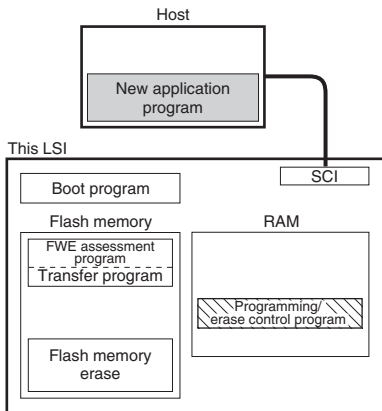 Host
New application
program
This LSI
SCI
Boot program
Flash memory
RAM
FWE assessment
program
Transfer program
Programming/
erase control program
Flash memory
erase